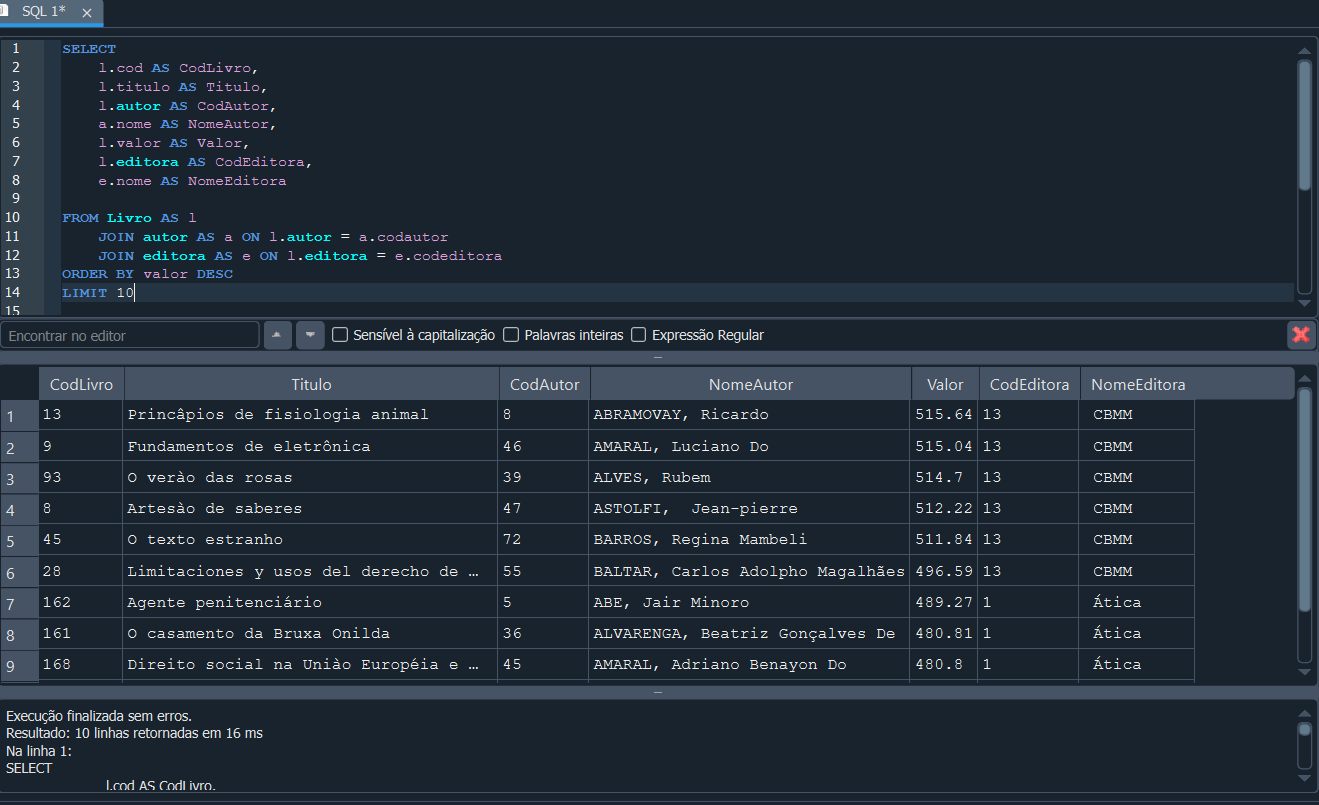 SQL 1*
1 SELECT
2 l.cod AS CodLivro,
3 l.titulo AS Titulo,
4 l.autor AS CodAutor,
5 a.nome AS NomeAutor,
6 l.valor AS Valor,
7 l.editora AS CodEditora,
8 e.nome AS NomeEditora
9
10 FROM Livro AS l
11 JOIN autor AS a ON l.autor = a.codautor
12 JOIN editora AS e ON l.editora = e.codeditora
13 ORDER BY valor DESC
14 LIMIT 10
15
Encontrar no editor Sensível à capitalização Palavras inteiras Expressão Regular
CodLivro Titulo CodAutor NomeAutor Valor CodEditora NomeEditora
1 13 Princâpios de fisiologia animal 8 ABRAMOVAY, Ricardo 515.64 13 CBMM
2 9 Fundamentos de eletrônica 46 AMARAL, Luciano Do 515.04 13 CBMM
3 93 O verào das rosas 39 ALVES, Rubem 514.7 13 CBMM
4 8 Artesào de saberes 47 ASTOLFI,  Jean-pierre 512.22 13 CBMM
5 45 O texto estranho 72 BARROS, Regina Mambeli 511.84 13 CBMM
6 28 Limitaciones y usos del derecho de … 55 BALTAR, Carlos Adolpho Magalhães 496.59 13 CBMM
7 162 Agente penitenciário 5 ABE, Jair Minoro 489.27 1 Ática
8 161 O casamento da Bruxa Onilda 36 ALVARENGA, Beatriz Gonçalves De 480.81 1 Ática
9 168 Direito social na Uniào Européia e … 45 AMARAL, Adriano Benayon Do 480.8 1 Ática
Execução finalizada sem erros.
Resultado: 10 linhas retornadas em 16 ms
Na linha 1:
SELECT
l.cod AS CodLivro,